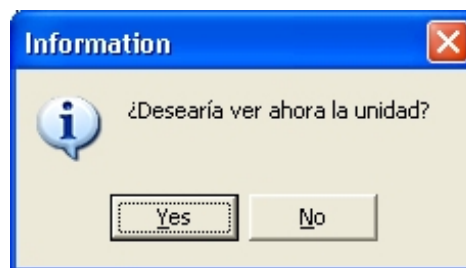 Information
¿Desearía ver ahora la unidad?
Yes
No